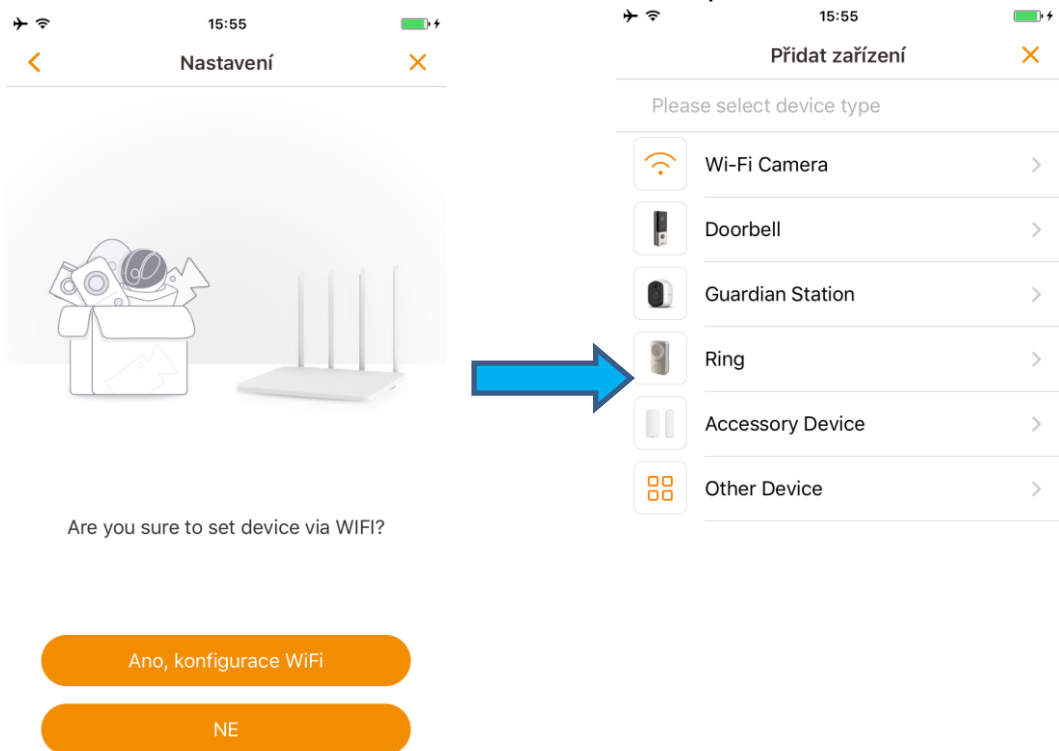 15:55
Nastavení
Are you sure to set device via WIFI?
Ano, konfigurace WiFi
NE
15:55
Přidat zařízení
Please select device type
Wi-Fi Camera
Doorbell
Guardian Station
Ring
Accessory Device
Other Device